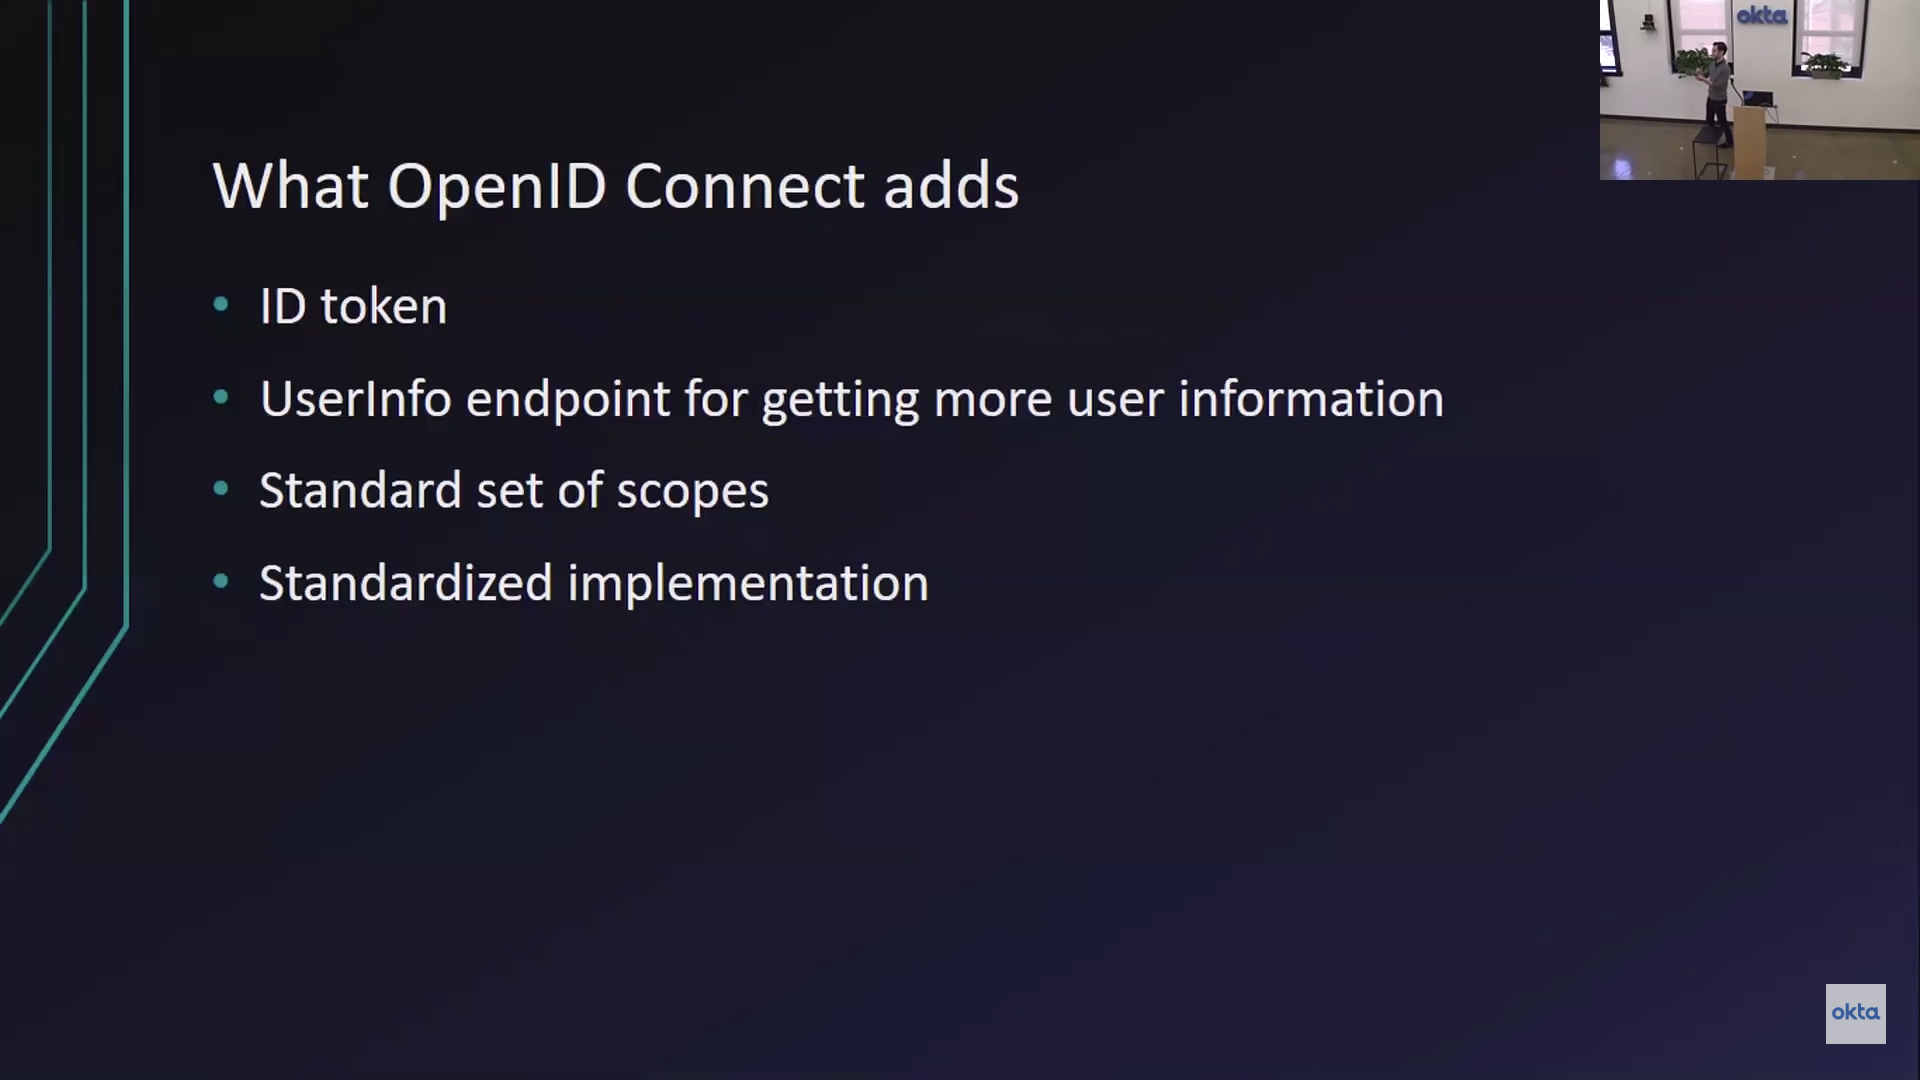 okta
What OpenID Connect adds
• ID token
• UserInfo endpoint for getting more user information
• Standard set of scopes
• Standardized implementation
okta